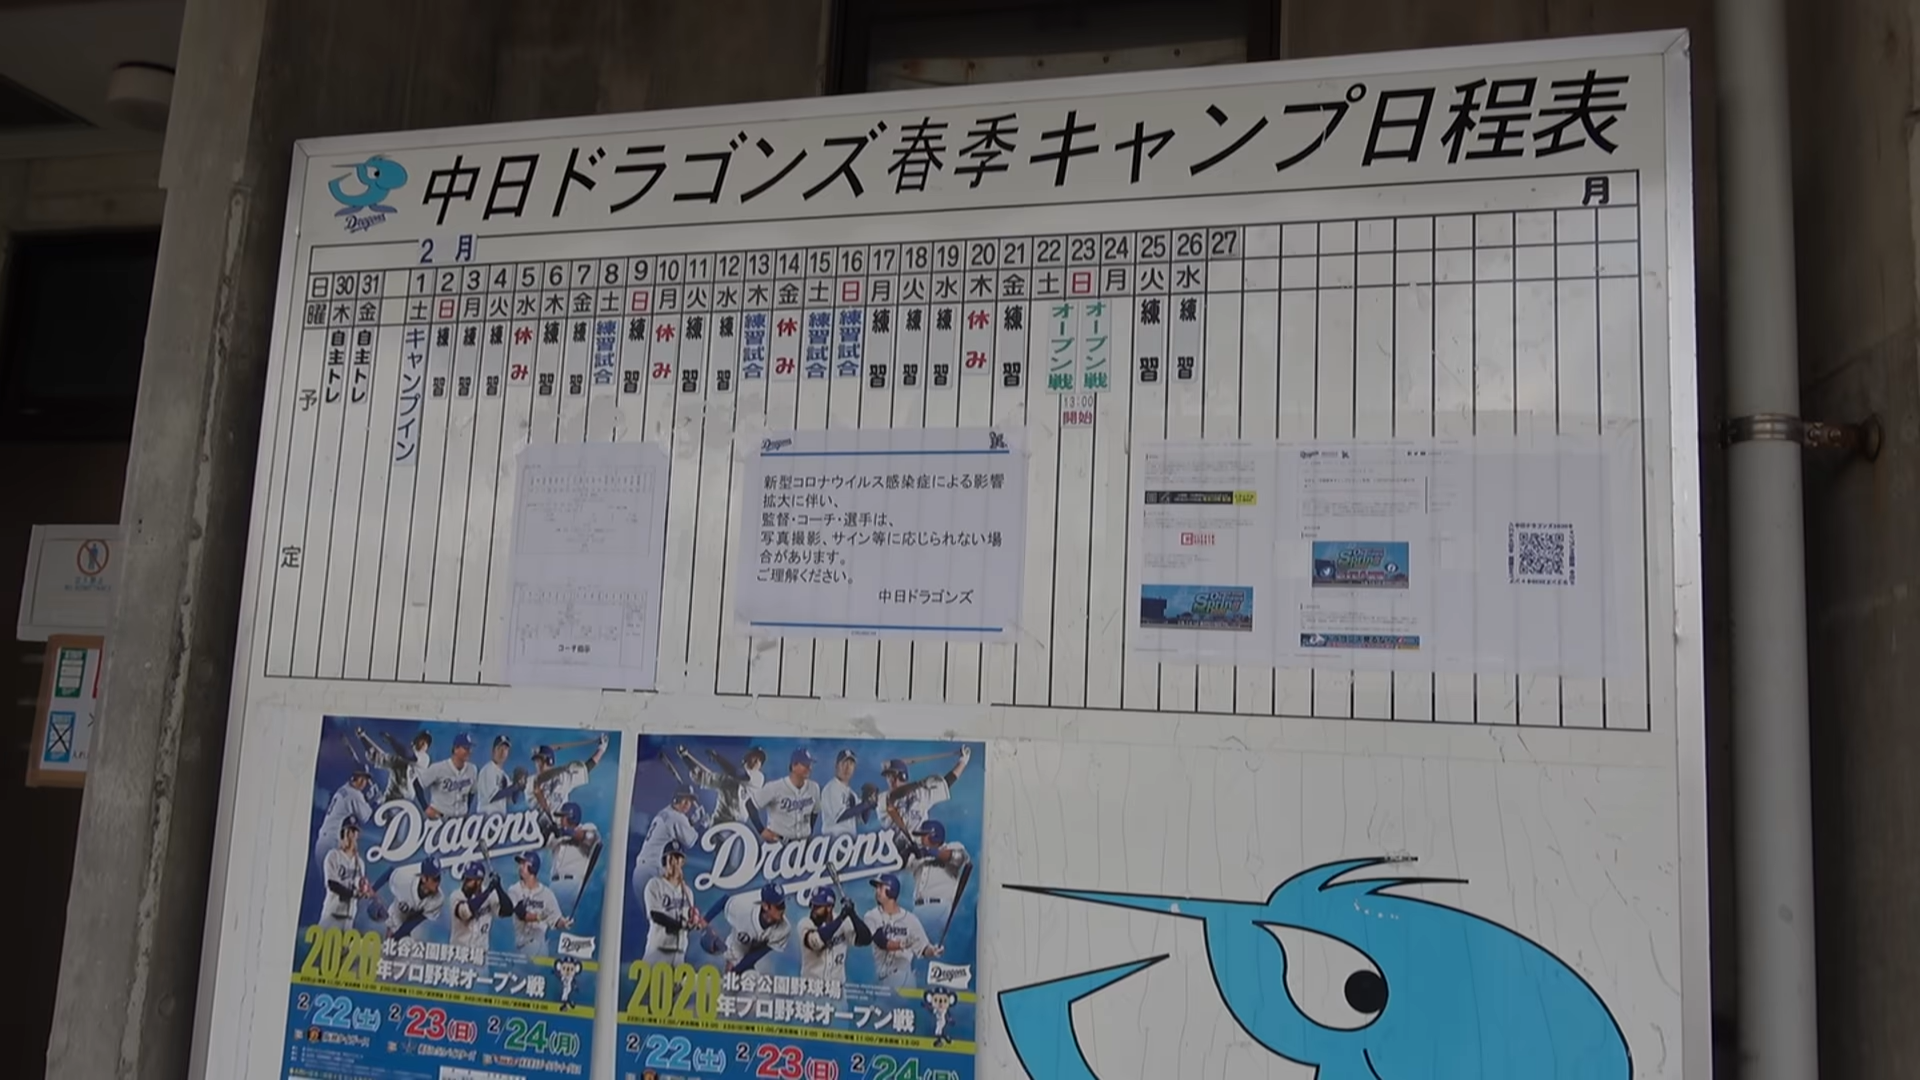 中日ドラゴンズ春季キャンプ日程表
Dragons
2 月
月
日 30 31 1 2 3 4 5 6 7 8 9 10 11 12 13 14 15 16 17 18 19 20 21 22 23 24 25 26 27
曜 木 金 土 日 月 火 水 木 金 土 日 月 火 水 木 金 土 日 月 火 水 木 金 土 日 月 火 水
予定
自主トレ
自主トレ
キャンプイン
練習
練習
練習
休み
練習
練習
練習試合
練習
休み
練習
練習
練習試合
休み
練習試合
練習試合
練習
練習
練習
休み
練習
オープン戦
オープン戦
練習
練習
13:00
開始
Dragons
新型コロナウイルス感染症による影響
拡大に伴い、
監督・コーチ・選手は、
写真撮影、サイン等に応じられない場
合があります。
ご理解ください。
中日ドラゴンズ
Dragons
2020 北谷公園野球場
年プロ野球オープン戦
Dragons
2/22(土) 2/23(日) 2/24(月)
Dragons
2020 北谷公園野球場
年プロ野球オープン戦
Dragons
2/22(土) 2/23(日) 2/24(月)